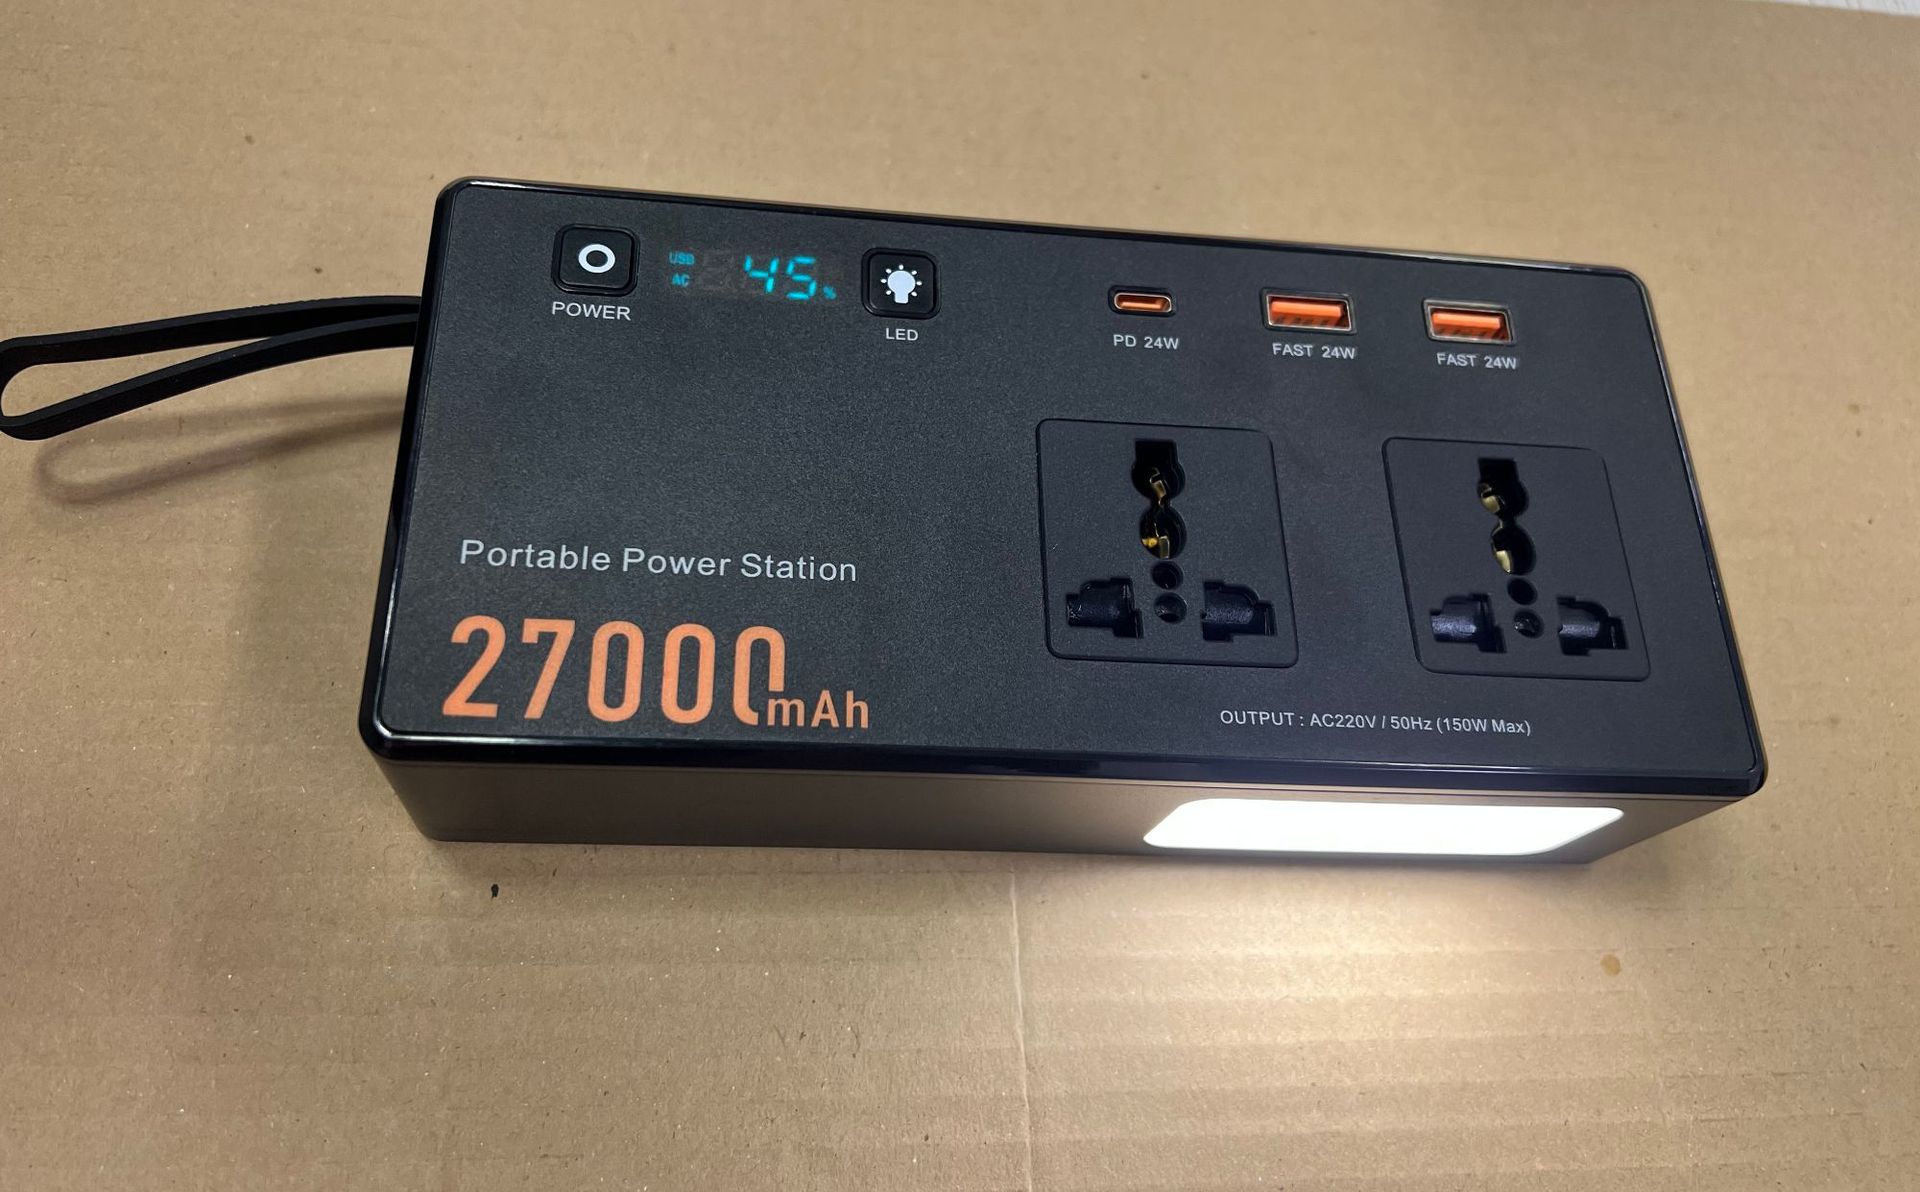 POWER
USB
AC
45%
LED
PD 24W
FAST 24W
FAST 24W
Portable Power Station
27000mAh
OUTPUT : AC220V / 50Hz (150W Max)